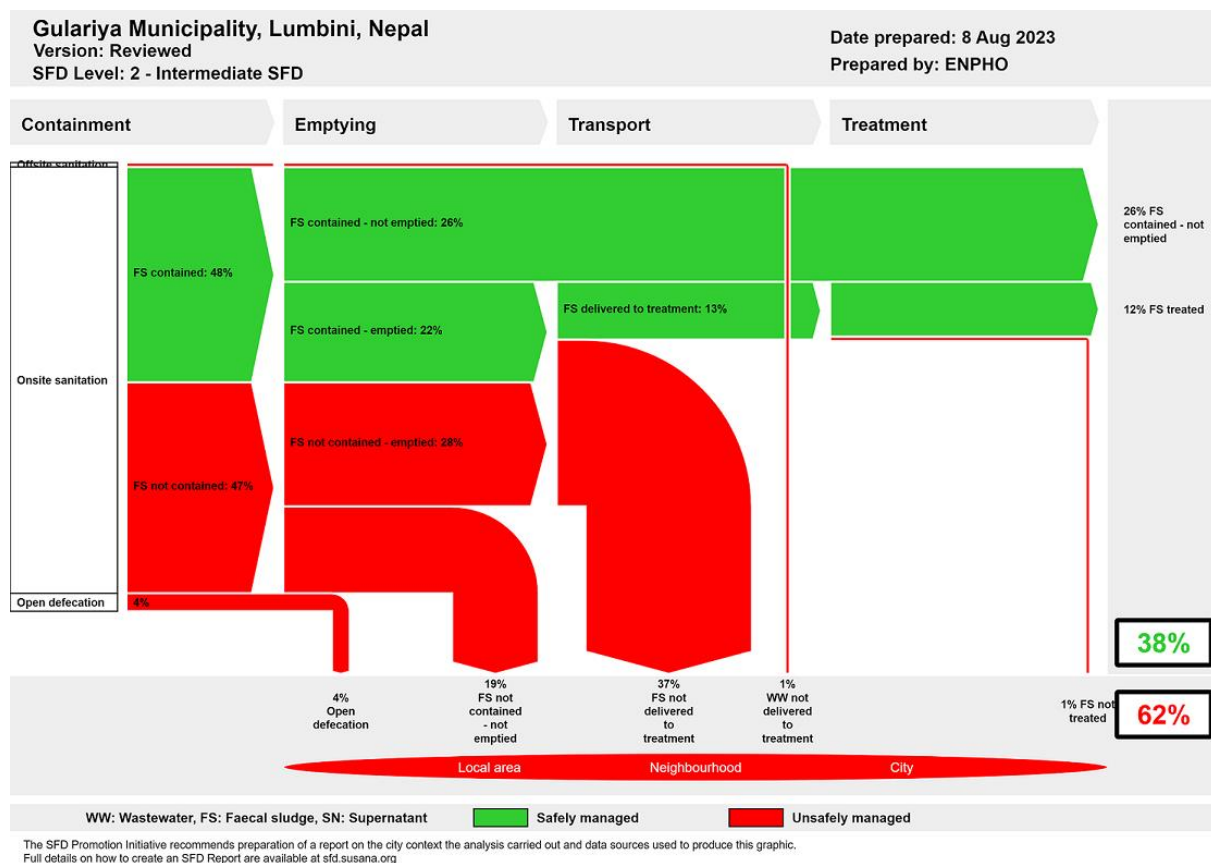 Gulariya Municipality, Lumbini, Nepal
Version: Reviewed
SFD Level: 2 - Intermediate SFD
Date prepared: 8 Aug 2023
Prepared by: ENPHO
Containment
Emptying
Transport
Treatment
Offsite sanitation
FS contained: 48%
FS contained - not emptied: 26%
26% FS
contained - not
emptied
FS contained - emptied: 22%
FS delivered to treatment: 13%
12% FS treated
Onsite sanitation
FS not contained: 47%
FS not contained - emptied: 28%
Open defecation
4%
38%
4%
Open
defecation
19%
FS not
contained
- not
emptied
37%
FS not
delivered
to
treatment
1%
WW not
delivered
to
treatment
1% FS not
treated
62%
Local area
Neighbourhood
City
WW: Wastewater, FS: Faecal sludge, SN: Supernatant
Safely managed
Unsafely managed
The SFD Promotion Initiative recommends preparation of a report on the city context the analysis carried out and data sources used to produce this graphic.
Full details on how to create an SFD Report are available at sfd.susana.org